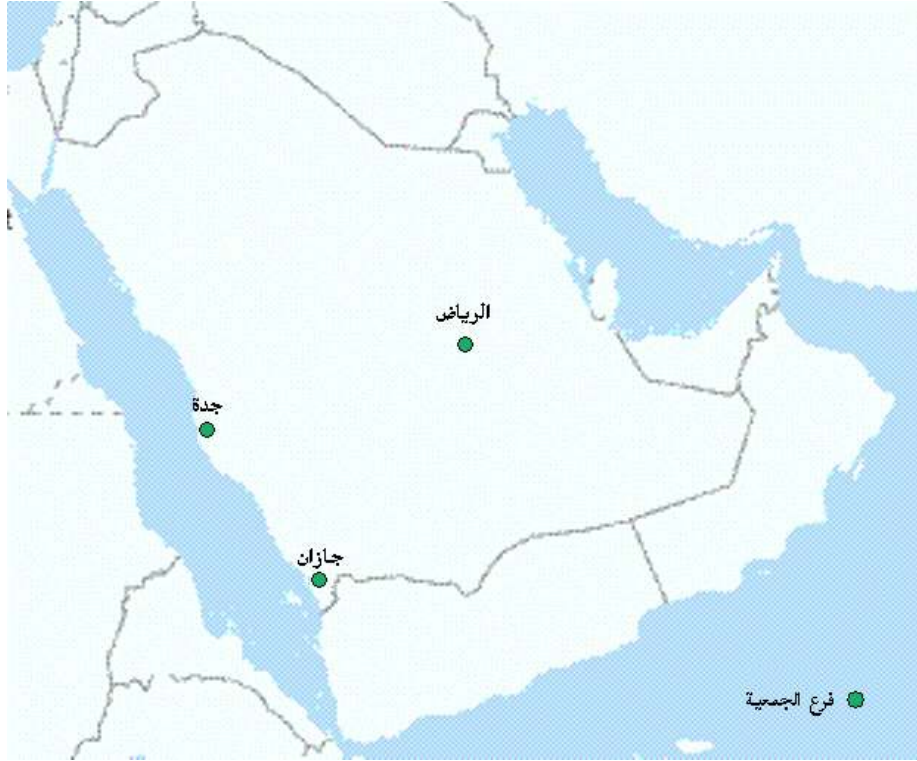 الرياض
جدة
جازان
فرع الجمعية